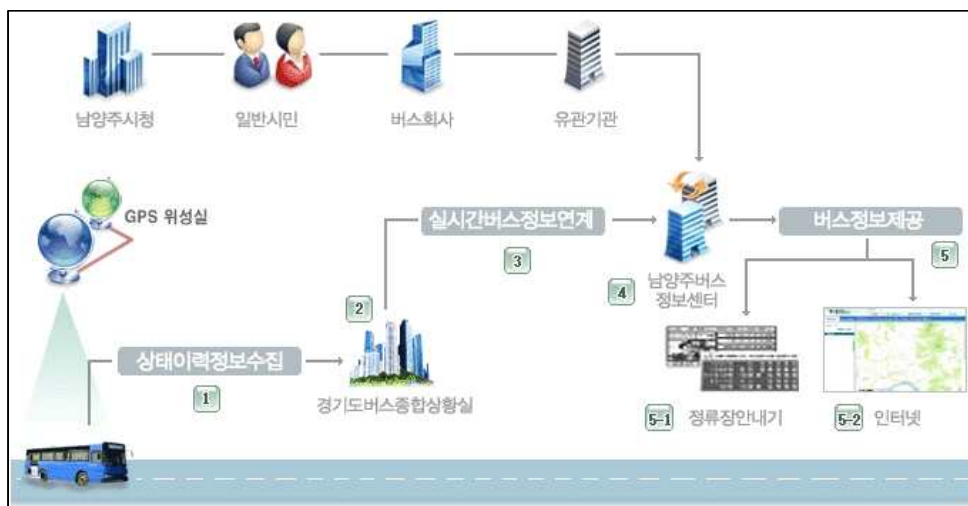 남양주시청
일반시민
버스회사
유관기관
GPS 위성실
실시간버스정보연계
버스정보제공
3
5
4
남양주버스
정보센터
2
상태이력정보수집
1
경기도버스종합상황실
5-1 정류장안내기
5-2 인터넷